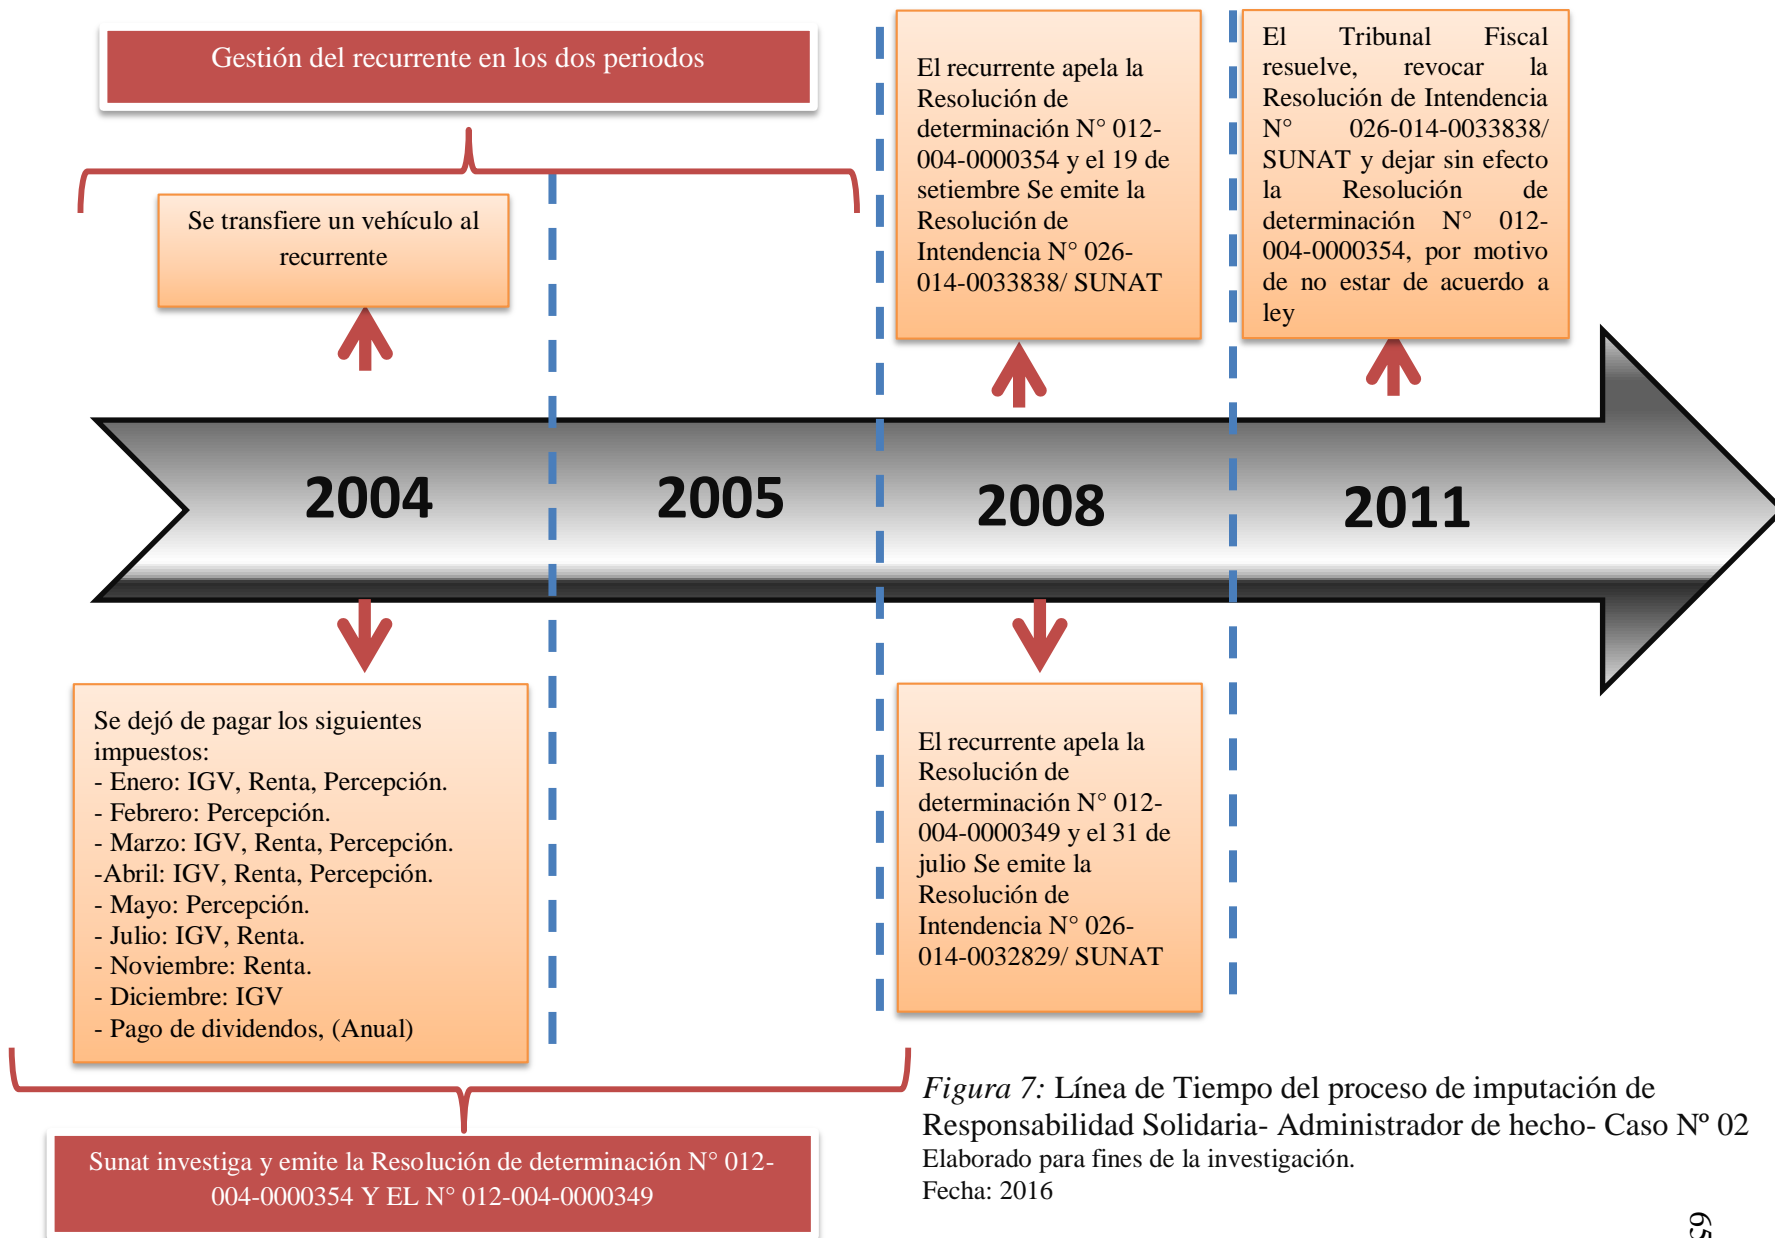 Gestión del recurrente en los dos periodos
Se transfiere un vehículo al
recurrente
El recurrente apela la
Resolución de
determinación N° 012-
004-0000354 y el 19 de
setiembre Se emite la
Resolución de
Intendencia N° 026-
014-0033838/ SUNAT
El Tribunal Fiscal
resuelve, revocar la
Resolución de Intendencia
N° 026-014-0033838/
SUNAT y dejar sin efecto
la Resolución de
determinación N° 012-
004-0000354, por motivo
de no estar de acuerdo a
ley
2004
2005
2008
2011
Se dejó de pagar los siguientes
impuestos:
- Enero: IGV, Renta, Percepción.
- Febrero: Percepción.
- Marzo: IGV, Renta, Percepción.
-Abril: IGV, Renta, Percepción.
- Mayo: Percepción.
- Julio: IGV, Renta.
- Noviembre: Renta.
- Diciembre: IGV
- Pago de dividendos, (Anual)
El recurrente apela la
Resolución de
determinación N° 012-
004-0000349 y el 31 de
julio Se emite la
Resolución de
Intendencia N° 026-
014-0032829/ SUNAT
Sunat investiga y emite la Resolución de determinación N° 012-
004-0000354 Y EL N° 012-004-0000349
Figura 7: Línea de Tiempo del proceso de imputación de
Responsabilidad Solidaria- Administrador de hecho- Caso Nº 02
Elaborado para fines de la investigación.
Fecha: 2016
65